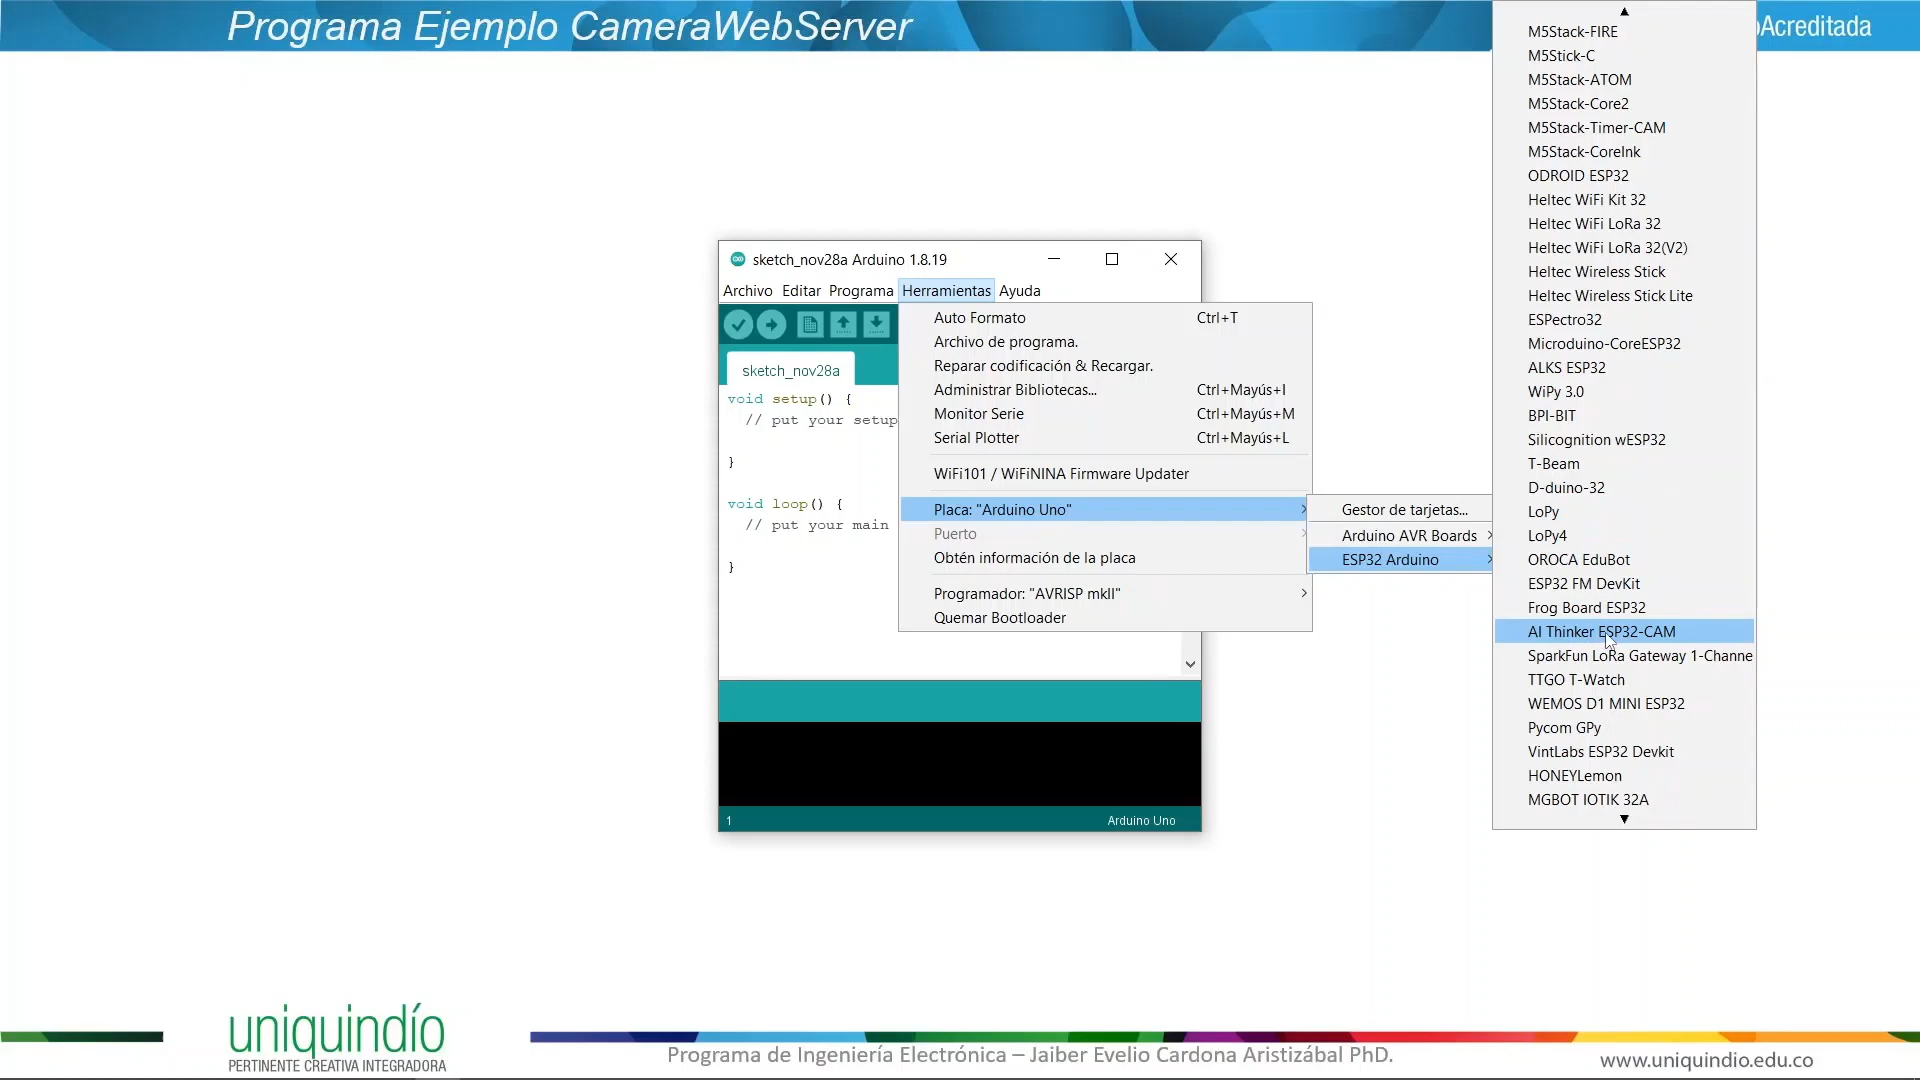 Programa Ejemplo CameraWebServer
Acreditada
sketch_nov28a Arduino 1.8.19
Archivo Editar Programa Herramientas Ayuda
sketch_nov28a
void setup() {
// put your setup
}
void loop() {
// put your main
}
1
Arduino Uno
Auto Formato Ctrl+T
Archivo de programa.
Reparar codificación & Recargar.
Administrar Bibliotecas... Ctrl+Mayús+I
Monitor Serie Ctrl+Mayús+M
Serial Plotter Ctrl+Mayús+L
WiFi101 / WiFiNINA Firmware Updater
Placa: "Arduino Uno"
Puerto
Obtén información de la placa
Programador: "AVRISP mkII"
Quemar Bootloader
Gestor de tarjetas...
Arduino AVR Boards
ESP32 Arduino
M5Stack-FIRE
M5Stick-C
M5Stack-ATOM
M5Stack-Core2
M5Stack-Timer-CAM
M5Stack-CoreInk
ODROID ESP32
Heltec WiFi Kit 32
Heltec WiFi LoRa 32
Heltec WiFi LoRa 32(V2)
Heltec Wireless Stick
Heltec Wireless Stick Lite
ESPectro32
Microduino-CoreESP32
ALKS ESP32
WiPy 3.0
BPI-BIT
Silicognition wESP32
T-Beam
D-duino-32
LoPy
LoPy4
OROCA EduBot
ESP32 FM DevKit
Frog Board ESP32
AI Thinker ESP32-CAM
SparkFun LoRa Gateway 1-Channe
TTGO T-Watch
WEMOS D1 MINI ESP32
Pycom GPy
VintLabs ESP32 Devkit
HONEYLemon
MGBOT IOTIK 32A
uniquindío
PERTINENTE CREATIVA INTEGRADORA
Programa de Ingeniería Electrónica – Jaiber Evelio Cardona Aristizábal PhD.
www.uniquindio.edu.co